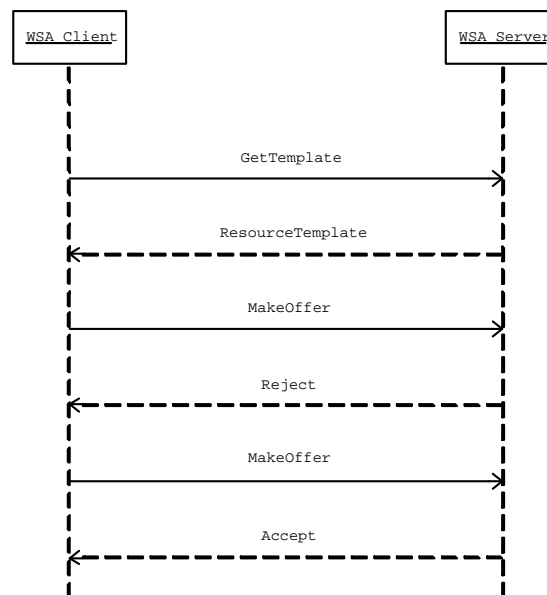 WSA Client
WSA Server
GetTemplate
ResourceTemplate
MakeOffer
Reject
MakeOffer
Accept